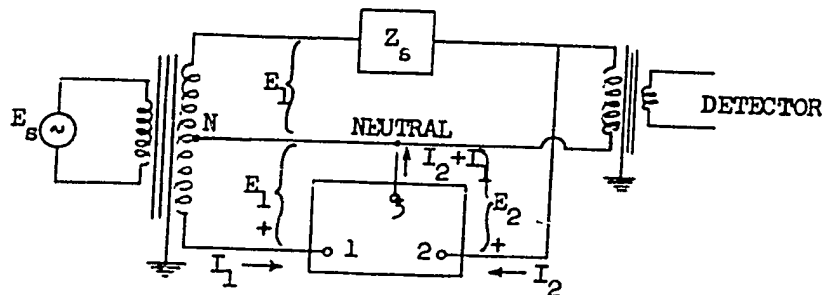 Z_s
E_1
E_s
N
NEUTRAL
DETECTOR
I_2+I_1
E_1
+
3
E_2
+
1
2
I_1
I_2